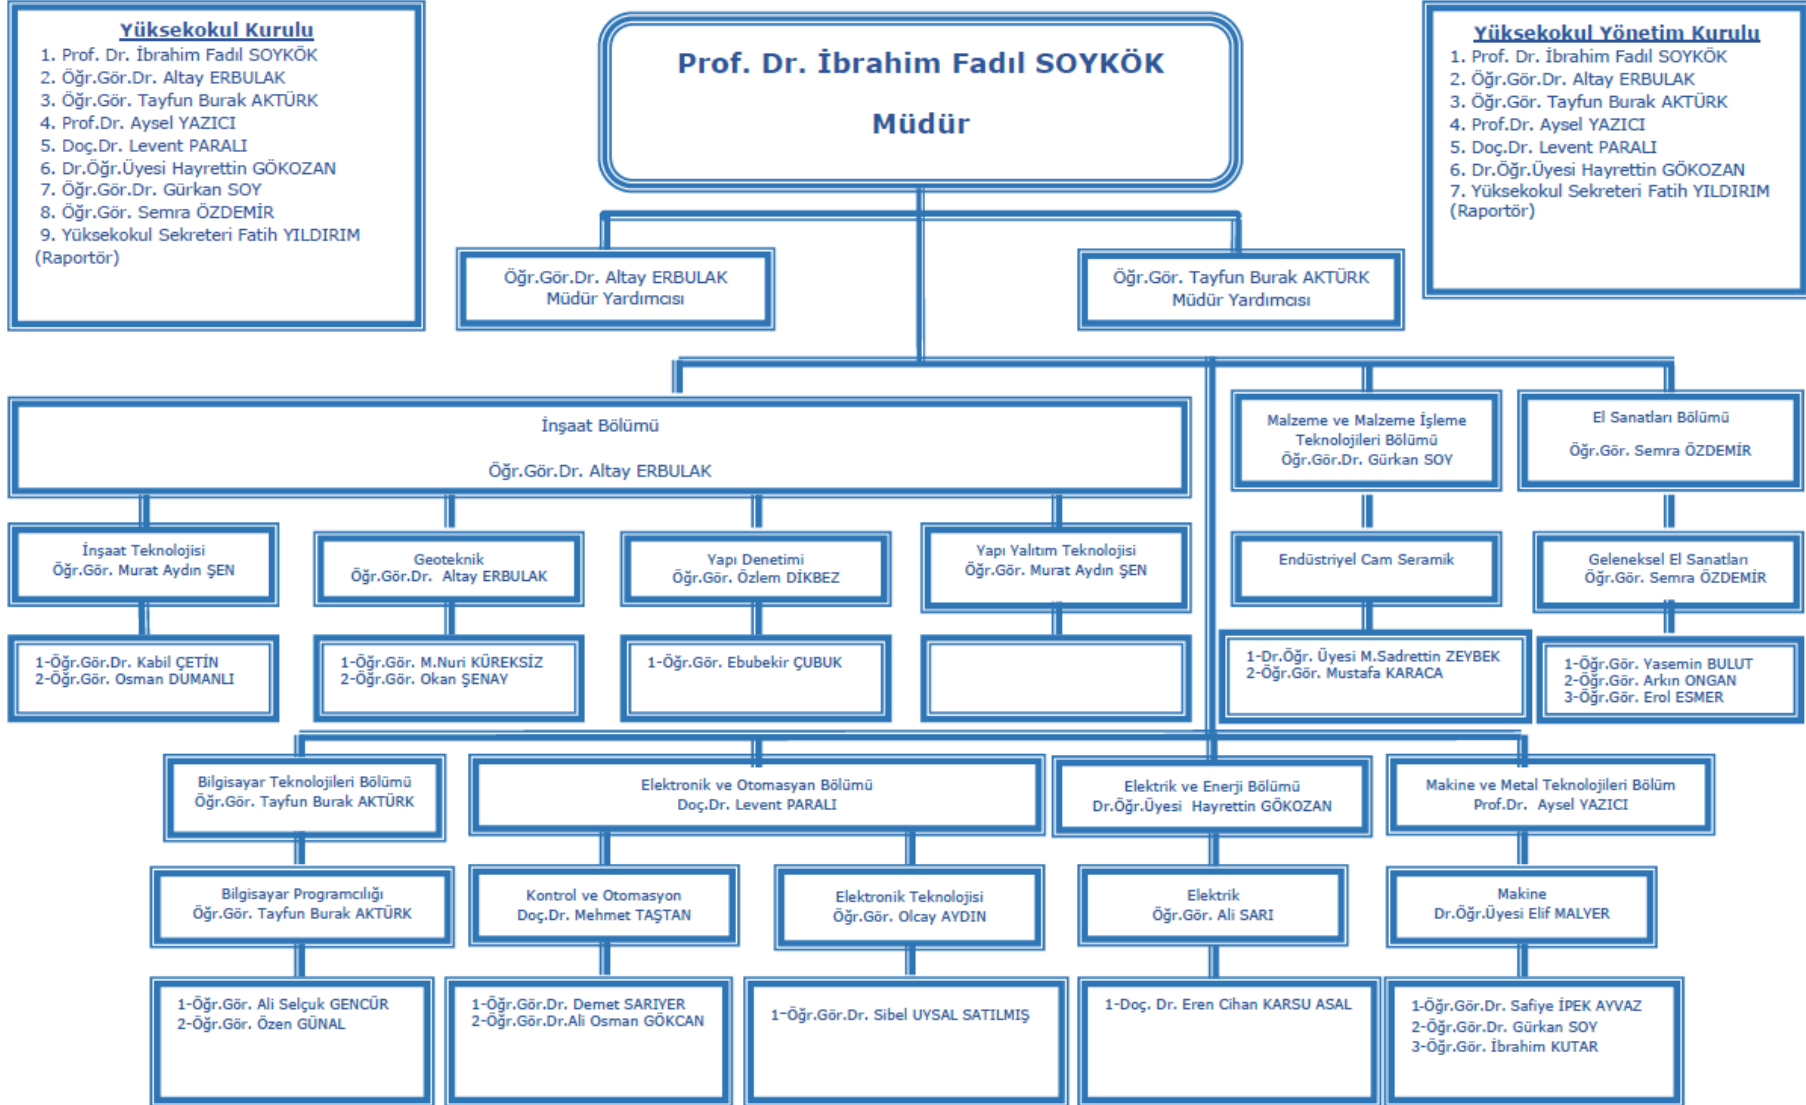 Yüksekokul Kurulu
1. Prof. Dr. İbrahim Fadıl SOYKÖK
2. Öğr.Gör.Dr. Altay ERBULAK
3. Öğr.Gör. Tayfun Burak AKTÜRK
4. Prof.Dr. Aysel YAZICI
5. Doç.Dr. Levent PARALI
6. Dr.Öğr.Üyesi Hayrettin GÖKOZAN
7. Öğr.Gör.Dr. Gürkan SOY
8. Öğr.Gör. Semra ÖZDEMİR
9. Yüksekokul Sekreteri Fatih YILDIRIM
(Raportör)
Prof. Dr. İbrahim Fadıl SOYKÖK
Müdür
Yüksekokul Yönetim Kurulu
1. Prof. Dr. İbrahim Fadıl SOYKÖK
2. Öğr.Gör.Dr. Altay ERBULAK
3. Öğr.Gör. Tayfun Burak AKTÜRK
4. Prof.Dr. Aysel YAZICI
5. Doç.Dr. Levent PARALI
6. Dr.Öğr.Üyesi Hayrettin GÖKOZAN
7. Yüksekokul Sekreteri Fatih YILDIRIM
(Raportör)
Öğr.Gör.Dr. Altay ERBULAK
Müdür Yardımcısı
Öğr.Gör. Tayfun Burak AKTÜRK
Müdür Yardımcısı
İnşaat Bölümü
Öğr.Gör.Dr. Altay ERBULAK
Malzeme ve Malzeme İşleme
Teknolojileri Bölümü
Öğr.Gör.Dr. Gürkan SOY
El Sanatları Bölümü
Öğr.Gör. Semra ÖZDEMİR
İnşaat Teknolojisi
Öğr.Gör. Murat Aydın ŞEN
Geoteknik
Öğr.Gör.Dr. Altay ERBULAK
Yapı Denetimi
Öğr.Gör. Özlem DİKBEZ
Yapı Yalıtım Teknolojisi
Öğr.Gör. Murat Aydın ŞEN
Endüstriyel Cam Seramik
Geleneksel El Sanatları
Öğr.Gör. Semra ÖZDEMİR
1-Öğr.Gör.Dr. Kabil ÇETİN
2-Öğr.Gör. Osman DUMANLI
1-Öğr.Gör. M.Nuri KÜREKSİZ
2-Öğr.Gör. Okan ŞENAY
1-Öğr.Gör. Ebubekir ÇUBUK
1-Dr.Öğr. Üyesi M.Sadrettin ZEYBEK
2-Öğr.Gör. Mustafa KARACA
1-Öğr.Gör. Yasemin BULUT
2-Öğr.Gör. Arkın ONGAN
3-Öğr.Gör. Erol ESMER
Bilgisayar Teknolojileri Bölümü
Öğr.Gör. Tayfun Burak AKTÜRK
Elektronik ve Otomasyan Bölümü
Doç.Dr. Levent PARALI
Elektrik ve Enerji Bölümü
Dr.Öğr.Üyesi Hayrettin GÖKOZAN
Makine ve Metal Teknolojileri Bölüm
Prof.Dr. Aysel YAZICI
Bilgisayar Programcılığı
Öğr.Gör. Tayfun Burak AKTÜRK
Kontrol ve Otomasyon
Doç.Dr. Mehmet TAŞTAN
Elektronik Teknolojisi
Öğr.Gör. Olcay AYDIN
Elektrik
Öğr.Gör. Ali SARI
Makine
Dr.Öğr.Üyesi Elif MALYER
1-Öğr.Gör. Ali Selçuk GENCÜR
2-Öğr.Gör. Özen GÜNAL
1-Öğr.Gör.Dr. Demet SARIYER
2-Öğr.Gör.Dr.Ali Osman GÖKCAN
1-Öğr.Gör.Dr. Sibel UYSAL SATILMIŞ
1-Doç. Dr. Eren Cihan KARSU ASAL
1-Öğr.Gör.Dr. Safiye İPEK AYVAZ
2-Öğr.Gör.Dr. Gürkan SOY
3-Öğr.Gör. İbrahim KUTAR